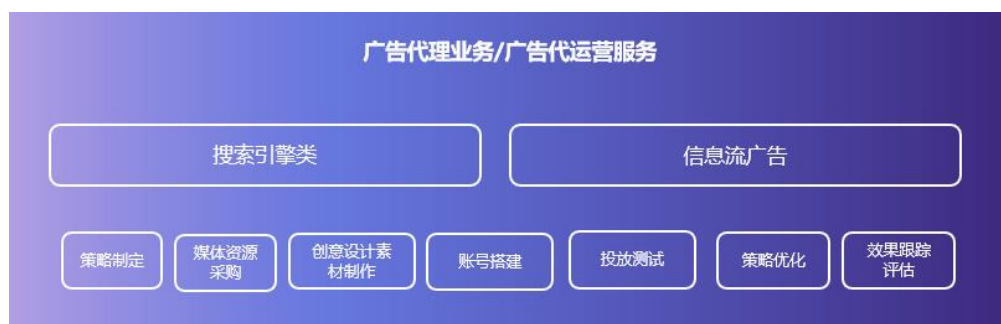 广告代理业务/广告代运营服务
搜索引擎类
信息流广告
策略制定
媒体资源
采购
创意设计素
材制作
账号搭建
投放测试
策略优化
效果跟踪
评估